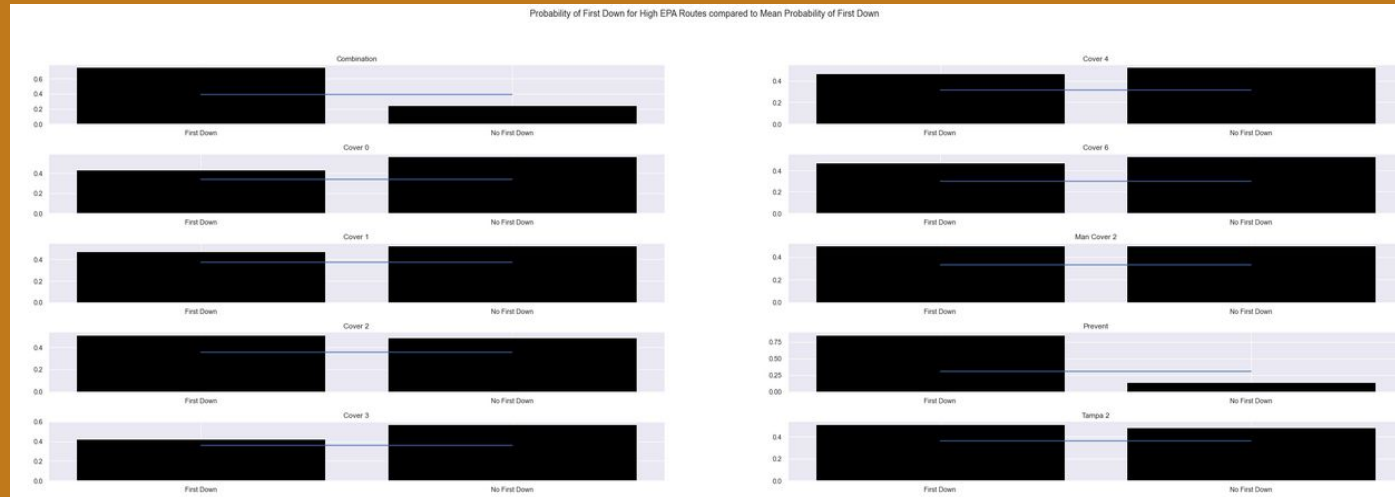 Probability of First Down for High EPA Routes compared to Mean Probability of First Down
Combination
0.6
0.4
0.2
0.0
First Down
No First Down
Cover 0
0.4
0.2
0.0
First Down
No First Down
Cover 1
0.4
0.2
0.0
First Down
No First Down
Cover 2
0.4
0.2
0.0
First Down
No First Down
Cover 3
0.6
0.4
0.2
0.0
First Down
No First Down
Cover 4
0.4
0.2
0.0
First Down
No First Down
Cover 6
0.4
0.2
0.0
First Down
No First Down
Man Cover 2
0.4
0.2
0.0
First Down
No First Down
Prevent
0.75
0.50
0.25
0.00
First Down
No First Down
Tampa 2
0.4
0.2
0.0
First Down
No First Down